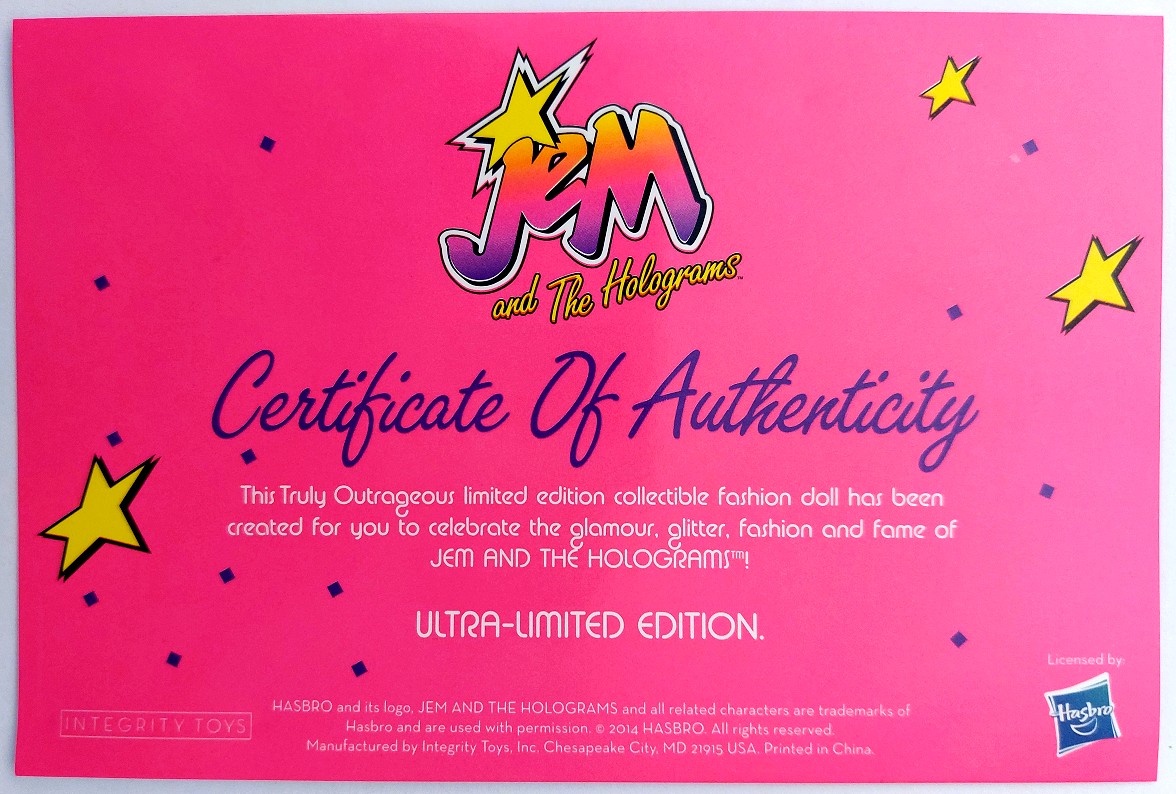 Jem
and The Holograms™
Certificate Of Authenticity
This Truly Outrageous limited edition collectible fashion doll has been
created for you to celebrate the glamour, glitter, fashion and fame of
JEM AND THE HOLOGRAMS™!
ULTRA-LIMITED EDITION.
Licensed by:
Hasbro
INTEGRITY TOYS
HASBRO and its logo, JEM AND THE HOLOGRAMS and all related characters are trademarks of
Hasbro and are used with permission. © 2014 HASBRO. All rights reserved.
Manufactured by Integrity Toys, Inc. Chesapeake City, MD 21915 USA. Printed in China.